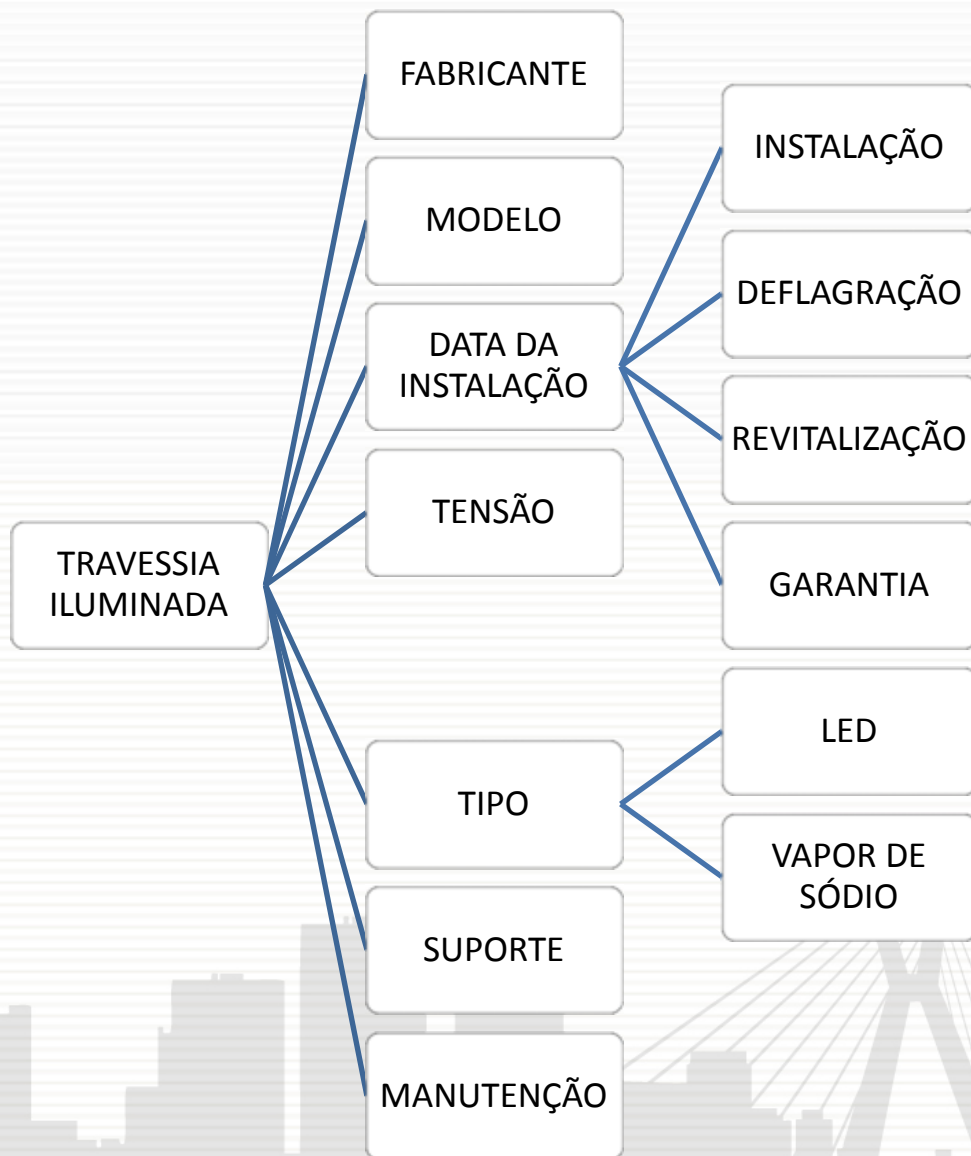 TRAVESSIA
ILUMINADA
FABRICANTE
MODELO
DATA DA
INSTALAÇÃO
INSTALAÇÃO
DEFLAGRAÇÃO
REVITALIZAÇÃO
GARANTIA
TENSÃO
TIPO
LED
VAPOR DE
SÓDIO
SUPORTE
MANUTENÇÃO